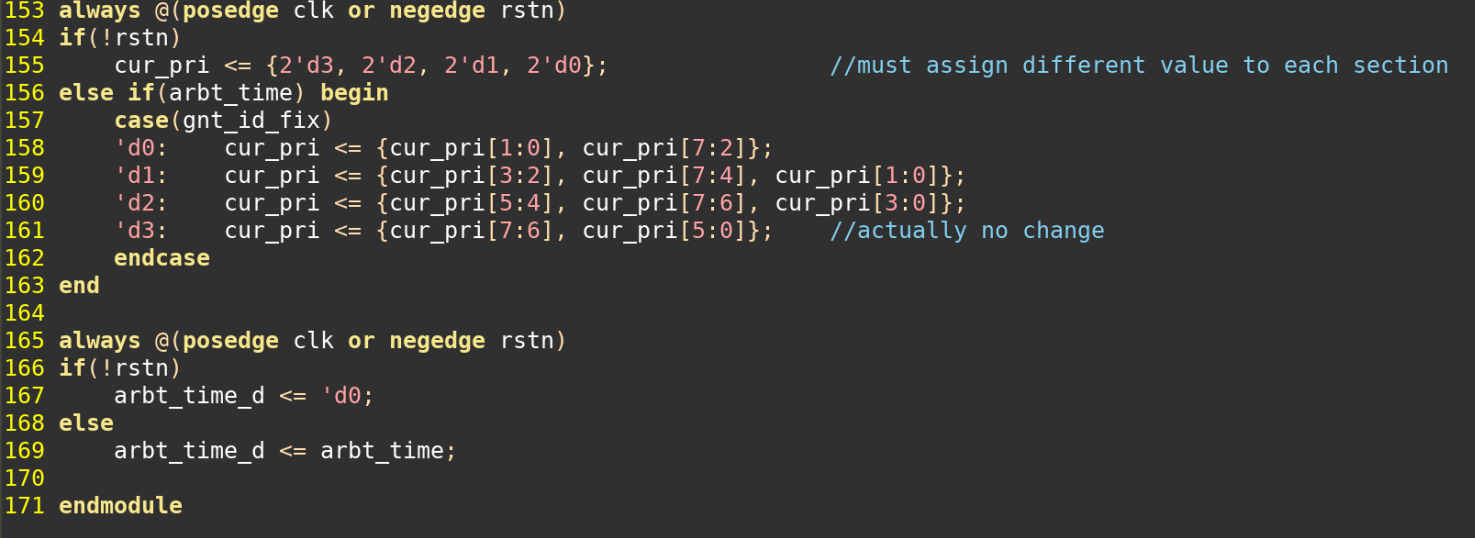 153 always @(posedge clk or negedge rstn)
154 if(!rstn)
155     cur_pri <= {2'd3, 2'd2, 2'd1, 2'd0};                //must assign different value to each section
156 else if(arbt_time) begin
157     case(gnt_id_fix)
158     'd0:    cur_pri <= {cur_pri[1:0], cur_pri[7:2]};
159     'd1:    cur_pri <= {cur_pri[3:2], cur_pri[7:4], cur_pri[1:0]};
160     'd2:    cur_pri <= {cur_pri[5:4], cur_pri[7:6], cur_pri[3:0]};
161     'd3:    cur_pri <= {cur_pri[7:6], cur_pri[5:0]};    //actually no change
162     endcase
163 end
164
165 always @(posedge clk or negedge rstn)
166 if(!rstn)
167     arbt_time_d <= 'd0;
168 else
169     arbt_time_d <= arbt_time;
170
171 endmodule